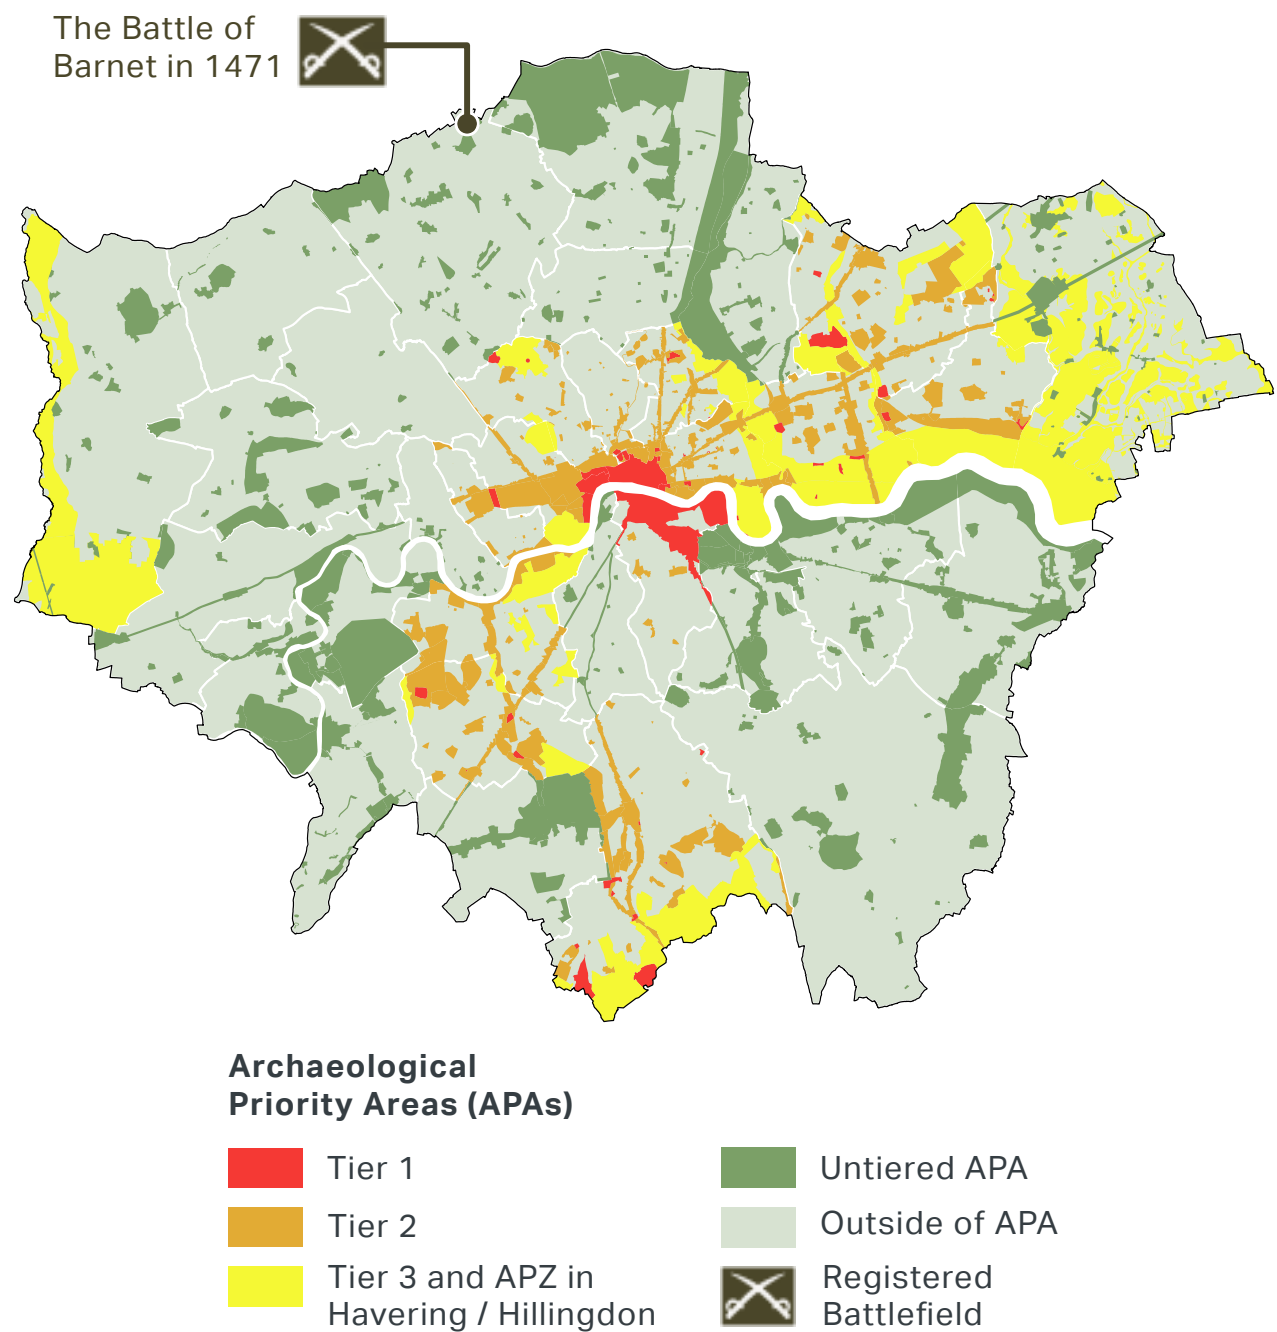 The Battle of
Barnet in 1471
Archaeological
Priority Areas (APAs)
Tier 1
Tier 2
Tier 3 and APZ in
Havering / Hillingdon
Untiered APA
Outside of APA
Registered
Battlefield